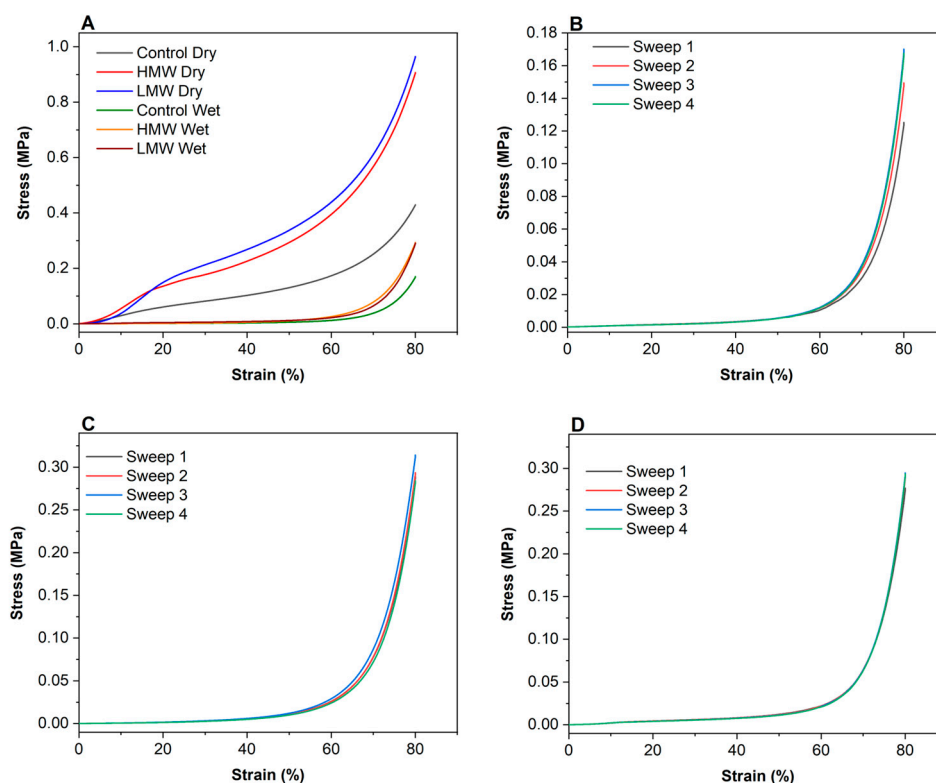 A
Control Dry
HMW Dry
LMW Dry
Control Wet
HMW Wet
LMW Wet
1.0
0.8
0.6
0.4
0.2
0.0
0 20 40 60 80
Stress (MPa)
Strain (%)
B
Sweep 1
Sweep 2
Sweep 3
Sweep 4
0.18
0.16
0.14
0.12
0.10
0.08
0.06
0.04
0.02
0.00
0 20 40 60 80
Stress (MPa)
Strain (%)
C
Sweep 1
Sweep 2
Sweep 3
Sweep 4
0.30
0.25
0.20
0.15
0.10
0.05
0.00
0 20 40 60 80
Stress (MPa)
Strain (%)
D
Sweep 1
Sweep 2
Sweep 3
Sweep 4
0.30
0.25
0.20
0.15
0.10
0.05
0.00
0 20 40 60 80
Stress (MPa)
Strain (%)